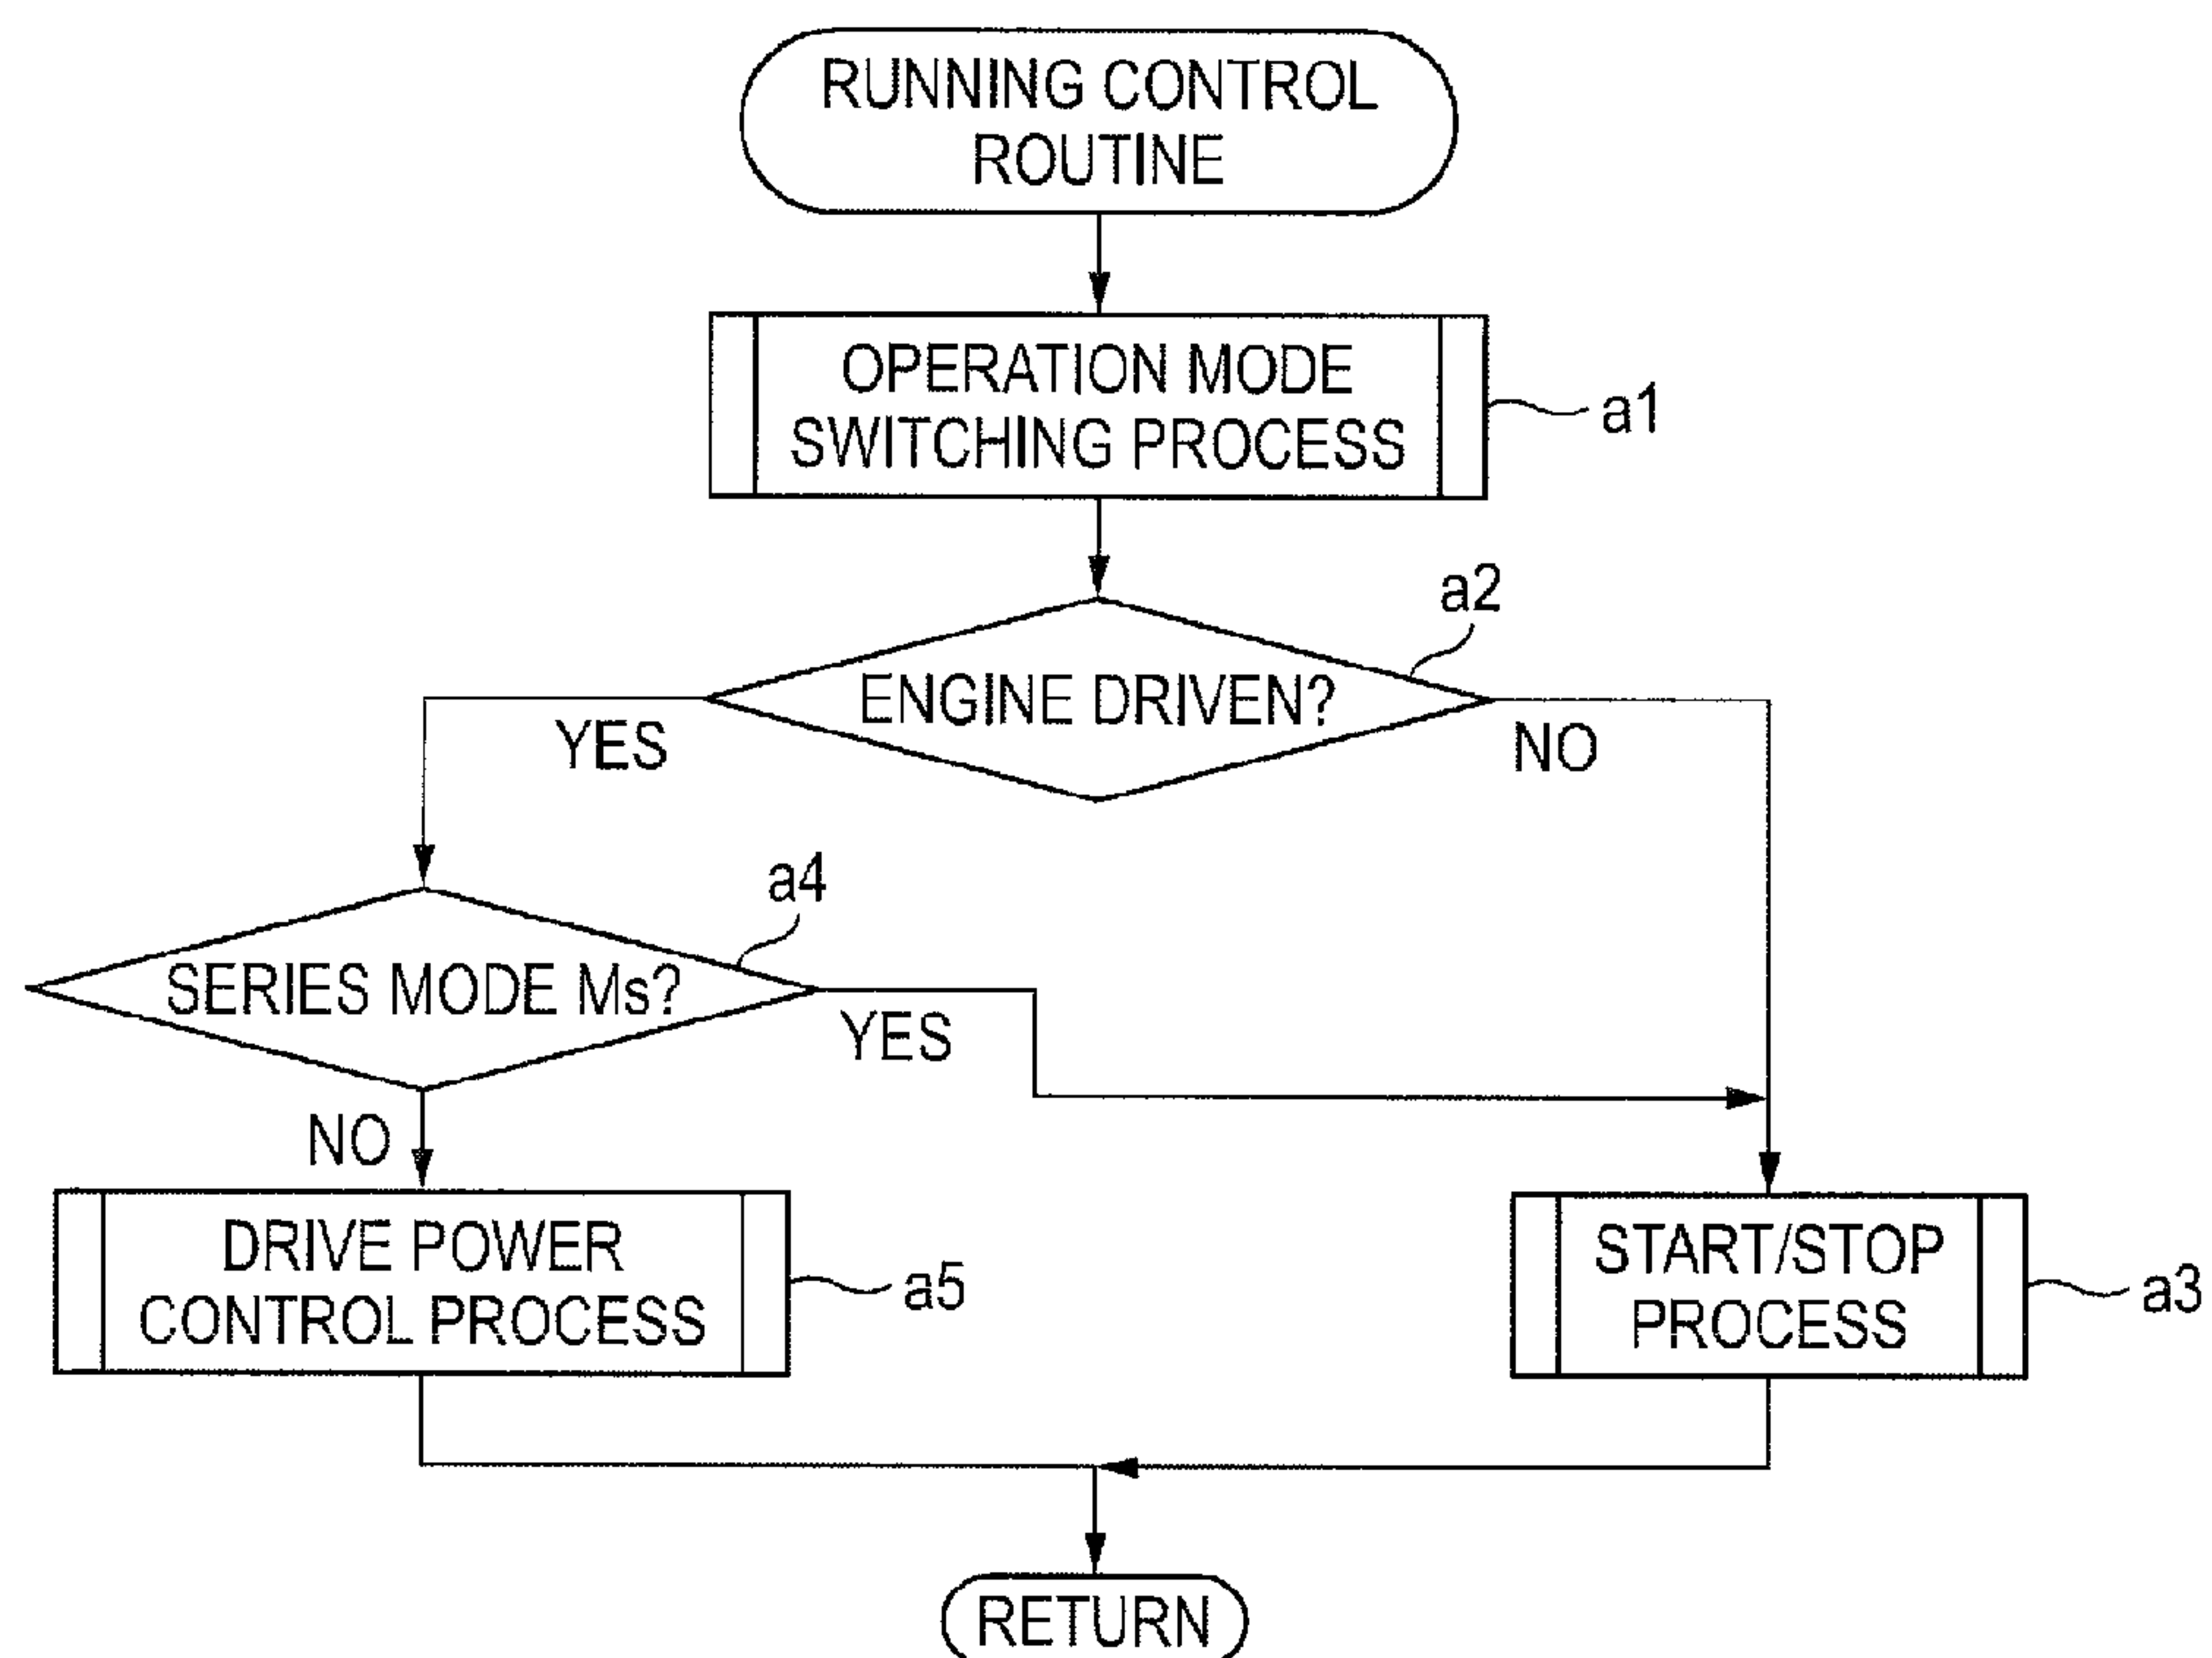 RUNNING CONTROL
ROUTINE
OPERATION MODE
SWITCHING PROCESS
a1
a2
ENGINE DRIVEN?
YES
NO
a4
SERIES MODE Ms?
YES
NO
DRIVE POWER
CONTROL PROCESS
a5
START/STOP
PROCESS
a3
RETURN